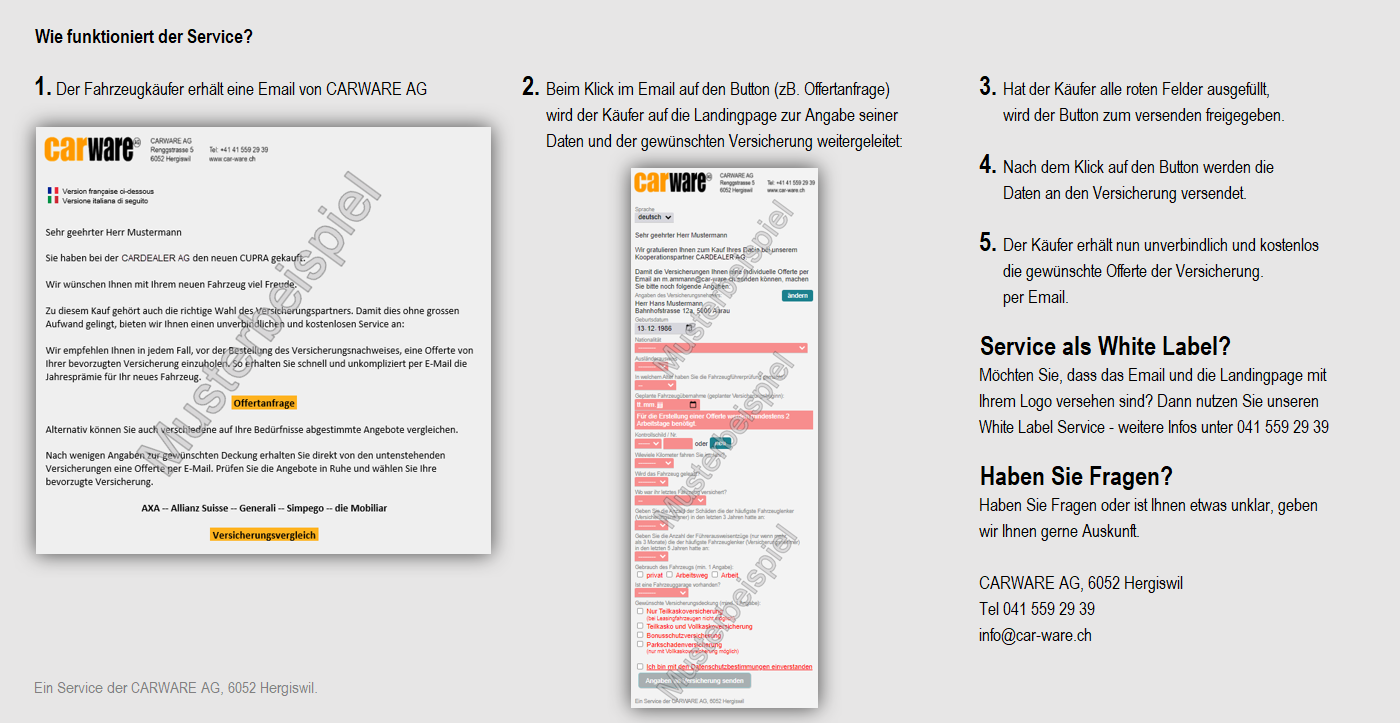 Wie funktioniert der Service?
1. Der Fahrzeugkäufer erhält eine Email von CARWARE AG
carware
CARWARE AG
Renggstrasse 5
6052 Hergiswil
Tel: +41 41 559 29 39
www.car-ware.ch
Version française ci-dessous
Versione italiana di seguito
Sehr geehrter Herr Mustermann
Sie haben bei der CARDEALER AG den neuen CUPRA gekauft.
Wir wünschen Ihnen mit Ihrem neuen Fahrzeug viel Freude.
Zu diesem Kauf gehört auch die richtige Wahl des Versicherungspartners. Damit dies ohne grossen
Aufwand gelingt, bieten wir Ihnen einen unverbindlichen und kostenlosen Service an:
Wir empfehlen Ihnen in jedem Fall, vor der Bestellung des Versicherungsnachweises, eine Offerte von
Ihrer bevorzugten Versicherung einzuholen. So erhalten Sie schnell und unkompliziert per E-Mail die
Jahresprämie für Ihr neues Fahrzeug.
Offertanfrage
Alternativ können Sie auch verschiedene auf Ihre Bedürfnisse abgestimmte Angebote vergleichen.
Nach wenigen Angaben zur gewünschten Deckung erhalten Sie direkt von den untenstehenden
Versicherungen eine Offerte per E-Mail. Prüfen Sie die Angebote in Ruhe und wählen Sie Ihre
bevorzugte Versicherung.
AXA -- Allianz Suisse -- Generali -- Simpego -- die Mobiliar
Versicherungsvergleich
Musterbeispiel
Ein Service der CARWARE AG, 6052 Hergiswil.
2. Beim Klick im Email auf den Button (zB. Offertanfrage)
wird der Käufer auf die Landingpage zur Angabe seiner
Daten und der gewünschten Versicherung weitergeleitet:
carware
CARWARE AG
Renggstrasse 5
6052 Hergiswil
Tel: +41 41 559 29 39
www.car-ware.ch
Sprache
deutsch
Sehr geehrter Herr Mustermann
Wir gratulieren Ihnen zum Kauf Ihres Dacia bei unserem
Kooperationspartner CARDEALER AG
Damit die Versicherungen Ihnen eine individuelle Offerte per
Email an m.ammann@car-ware.ch senden können, machen
Sie bitte noch folgende Angaben.
Angaben des Versicherungsnehmers:
ändern
Herr Hans Mustermann
Bahnhofstrasse 12a, 5000 Aarau
Geburtsdatum
13.12.1986
Nationalität
Ausländerausweis
In welchem Alter haben Sie die Fahrzeugführerprüfung
Geplante Fahrzeugübernahme (geplanter Versicherungsbeginn):
tt.mm.jj
Für die Erstellung einer Offerte werden mindestens 2
Arbeitstage benötigt.
Kontrollschild / Nr.
oder
Wieviele Kilometer fahren Sie im Jahr?
Wird das Fahrzeug geleast?
Wo war Ihr letztes Fahrzeug versichert?
Geben Sie die Anzahl der Schäden die der häufigste Fahrzeuglenker
(Versicherungsnehmer) in den letzten 3 Jahren hatte an:
Geben Sie die Anzahl der Führerausweisentzüge (nur wenn mehr
als 3 Monate) die der häufigste Fahrzeuglenker (Versicherungsnehmer)
in den letzten 5 Jahren hatte an:
Gebrauch des Fahrzeugs (min. 1 Angabe):
privat Arbeitsweg Arbeit
Ist eine Fahrzeuggarage vorhanden?
Gewünschte Versicherungsdeckung (mind. 1 Angabe):
Nur Teilkaskoversicherung
(bei Leasingfahrzeugen nicht möglich)
Teilkasko und Vollkaskoversicherung
Bonusschutzversicherung
Parkschadenversicherung
(nur mit Vollkaskoversicherung möglich)
Ich bin mit den Datenschutzbestimmungen einverstanden
Angaben an Versicherung senden
Ein Service der CARWARE AG, 6052 Hergiswil
Musterbeispiel
Musterbeispiel
Musterbeispiel
3. Hat der Käufer alle roten Felder ausgefüllt,
wird der Button zum versenden freigegeben.
4. Nach dem Klick auf den Button werden die
Daten an den Versicherung versendet.
5. Der Käufer erhält nun unverbindlich und kostenlos
die gewünschte Offerte der Versicherung.
per Email.
Service als White Label?
Möchten Sie, dass das Email und die Landingpage mit
Ihrem Logo versehen sind? Dann nutzen Sie unseren
White Label Service - weitere Infos unter 041 559 29 39
Haben Sie Fragen?
Haben Sie Fragen oder ist Ihnen etwas unklar, geben
wir Ihnen gerne Auskunft.
CARWARE AG, 6052 Hergiswil
Tel 041 559 29 39
info@car-ware.ch